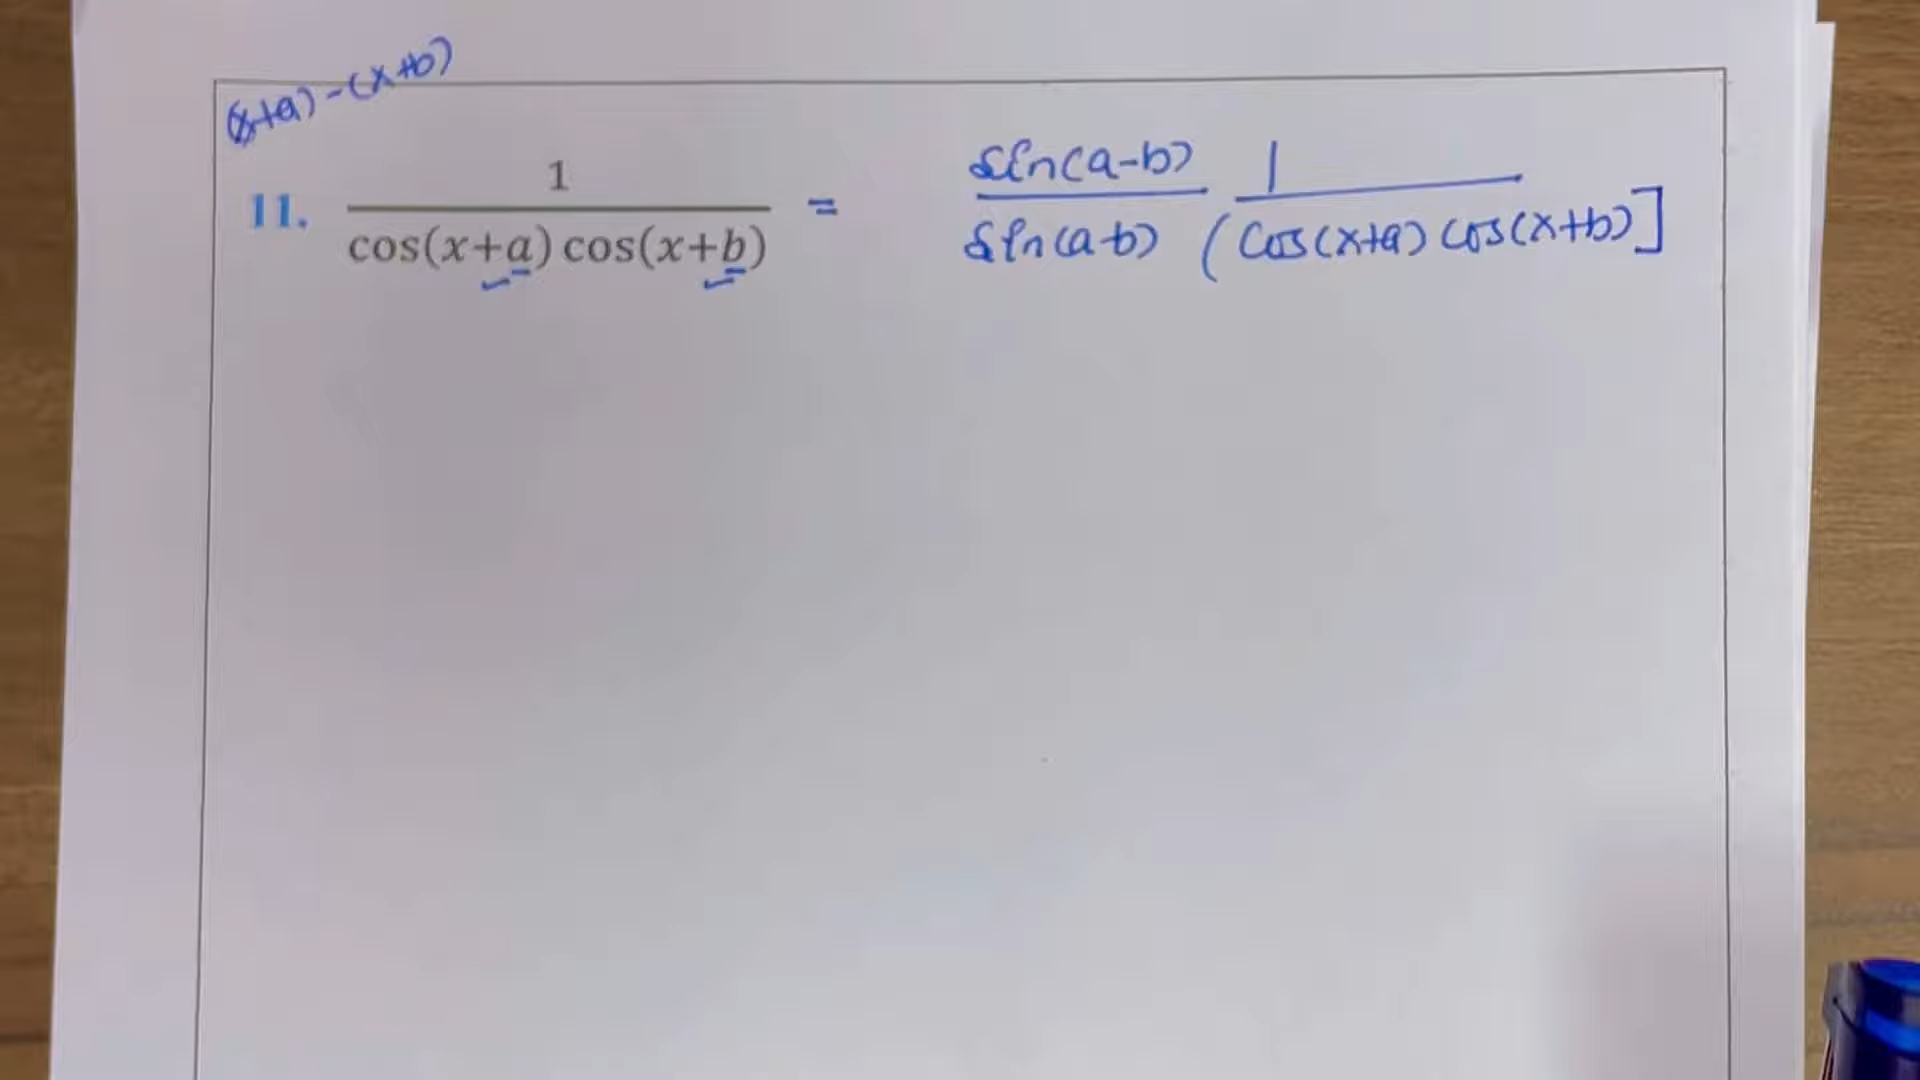 (x+a)-(x+b)
11. 1/cos(x+a) cos(x+b) = sin(a-b)/sin(a-b) 1/(cos(x+a) cos(x+b)]